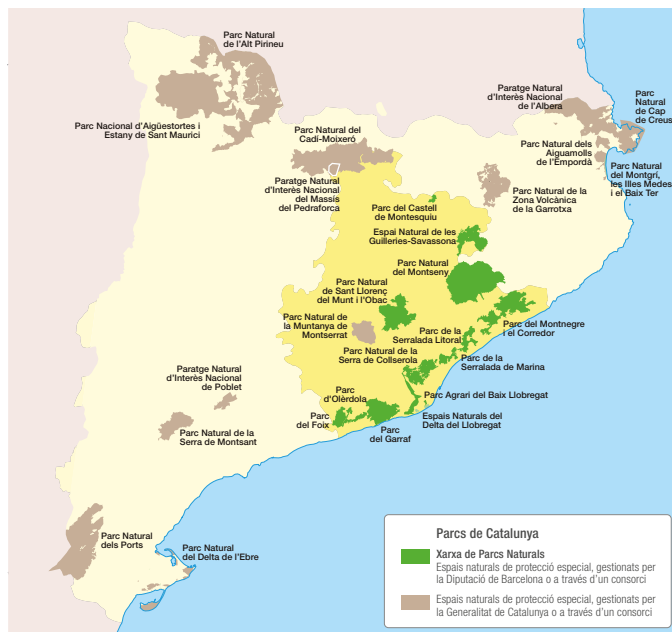 Parc Natural
de l'Alt Pirineu
Parc Nacional d'Aigüestortes i
Estany de Sant Maurici
Parc Natural del
Cadí-Moixeró
Paratge Natural
d'Interès Nacional
del Massís
del Pedraforca
Paratge Natural
d'Interès Nacional
de l'Albera
Parc
Natural
de Cap
de Creus
Parc Natural dels
Aiguamolls
de l'Empordà
Parc Natural
del Montgrí,
les Illes Medes
i el Baix Ter
Parc Natural de la
Zona Volcànica
de la Garrotxa
Parc del Castell
de Montesquiu
Espai Natural de les
Guilleries-Savassona
Parc Natural
del Montseny
Parc Natural
de Sant Llorenç
del Munt i l'Obac
Parc Natural de
la Muntanya de
Montserrat
Parc de la
Serralada Litoral
Parc del Montnegre
i el Corredor
Parc Natural de la
Serra de Collserola
Parc de la
Serralada de Marina
Paratge Natural
d'Interès Nacional
de Poblet
Parc
d'Olèrdola
Parc Agrari del Baix Llobregat
Parc
del Foix
Parc
del Garraf
Espais Naturals del
Delta del Llobregat
Parc Natural de la
Serra de Montsant
Parc Natural
dels Ports
Parc Natural
del Delta de l'Ebre
Parcs de Catalunya
Xarxa de Parcs Naturals
Espais naturals de protecció especial, gestionats per
la Diputació de Barcelona o a través d'un consorci
Espais naturals de protecció especial, gestionats per
la Generalitat de Catalunya o a través d'un consorci